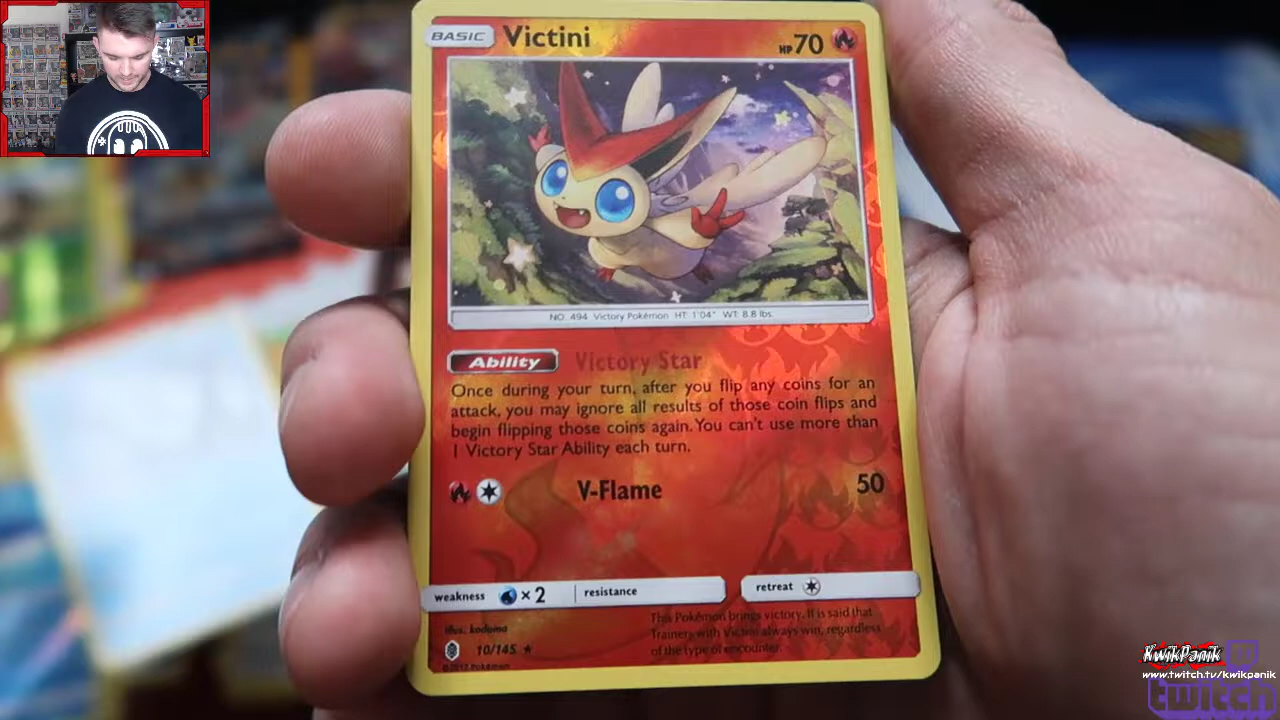 BASIC Victini HP70
NO. 494 Victory Pokémon HT: 1'04" WT: 8.8 lbs.
Ability Victory Star
Once during your turn, after you flip any coins for an
attack, you may ignore all results of those coin flips and
begin flipping those coins again. You can't use more than
1 Victory Star Ability each turn.
V-Flame 50
weakness ×2 resistance retreat
illus. kodama
10/145
©2017 Pokémon
This Pokémon brings victory. It is said that
Trainers with Victini always win, regardless
of the type of encounter.
KwikPanik
www.twitch.tv/kwikpanik
twitch